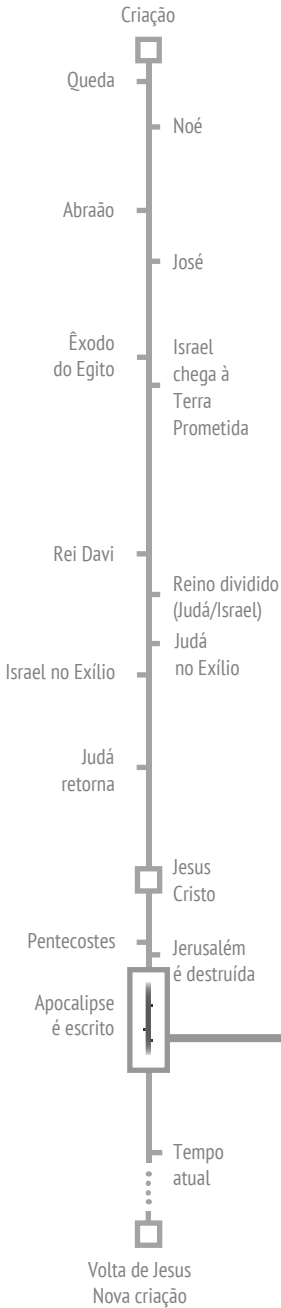 Criação
Queda
Noé
Abraão
José
Êxodo
do Egito
Israel
chega à
Terra
Prometida
Rei Davi
Reino dividido
(Judá/Israel)
Judá
no Exílio
Israel no Exílio
Judá
retorna
Jesus
Cristo
Pentecostes
Jerusalém
é destruída
Apocalipse
é escrito
Tempo
atual
Volta de Jesus
Nova criação